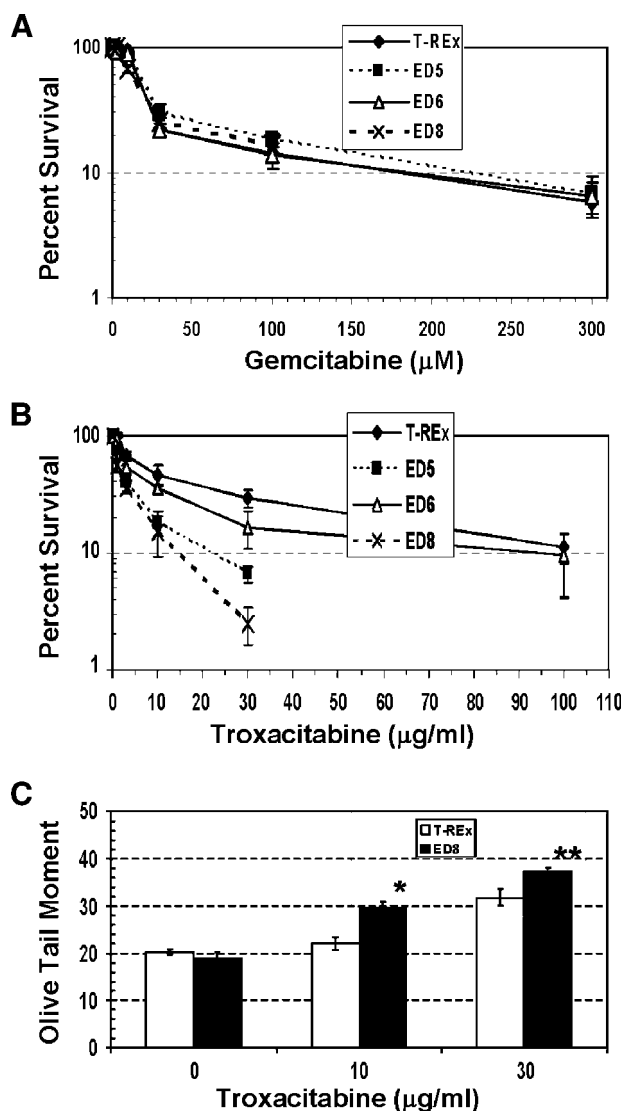 A
100
10
1
Percent Survival
T-REx
ED5
ED6
ED8
0 50 100 150 200 250 300
Gemcitabine (µM)
B
100
10
1
Percent Survival
T-REx
ED5
ED6
ED8
0 10 20 30 40 50 60 70 80 90 100 110
Troxacitabine (µg/ml)
C
50
40
30
20
10
0
Olive Tail Moment
T-REx
ED8
*
**
0 10 30
Troxacitabine (µg/ml)